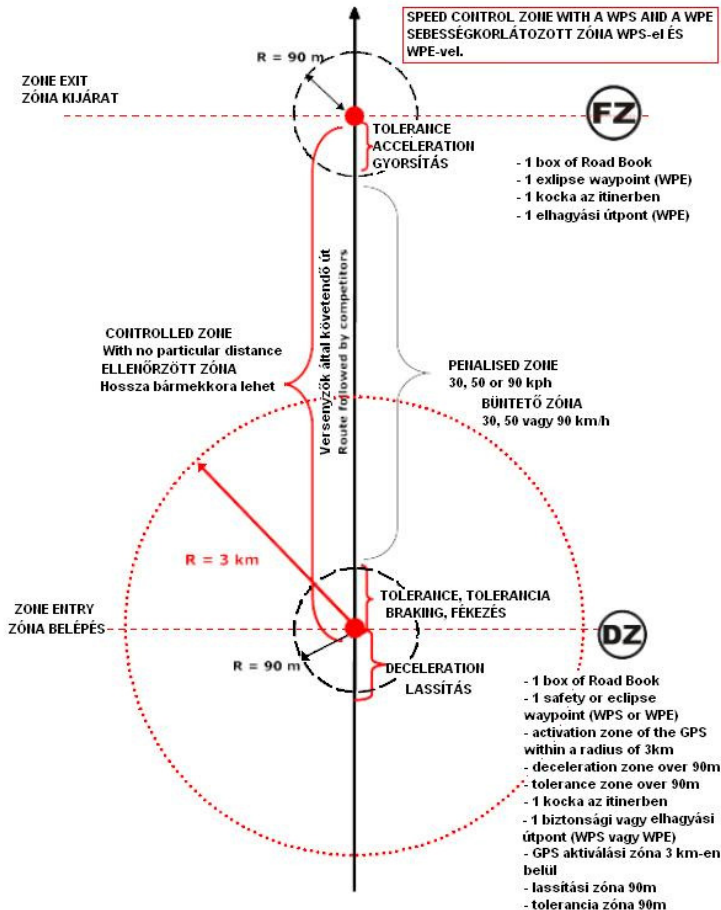 SPEED CONTROL ZONE WITH A WPS AND A WPE
SEBESSÉGKORLÁTOZOTT ZÓNA WPS-el ÉS
WPE-vel.
R = 90 m
ZONE EXIT
ZÓNA KIJÁRAT
FZ
TOLERANCE
ACCELERATION
GYORSÍTÁS
- 1 box of Road Book
- 1 exlipse waypoint (WPE)
- 1 kocka az itinerben
- 1 elhagyási útpont (WPE)
Versenyzők által követendő út
Route followed by competitors
CONTROLLED ZONE
With no particular distance
ELLENŐRZÖTT ZÓNA
Hossza bármekkora lehet
PENALISED ZONE
30, 50 or 90 kph
BÜNTETŐ ZÓNA
30, 50 vagy 90 km/h
R = 3 km
TOLERANCE, TOLERANCIA
BRAKING, FÉKEZÉS
ZONE ENTRY
ZÓNA BELÉPÉS
DZ
R = 90 m
DECELERATION
LASSÍTÁS
- 1 box of Road Book
- 1 safety or eclipse
waypoint (WPS or WPE)
- activation zone of the GPS
within a radius of 3km
- deceleration zone over 90m
- tolerance zone over 90m
- 1 kocka az itinerben
- 1 biztonsági vagy elhagyási
útpont (WPS vagy WPE)
- GPS aktiválási zóna 3 km-en
belül
- lassítási zóna 90m
- tolerancia zóna 90m